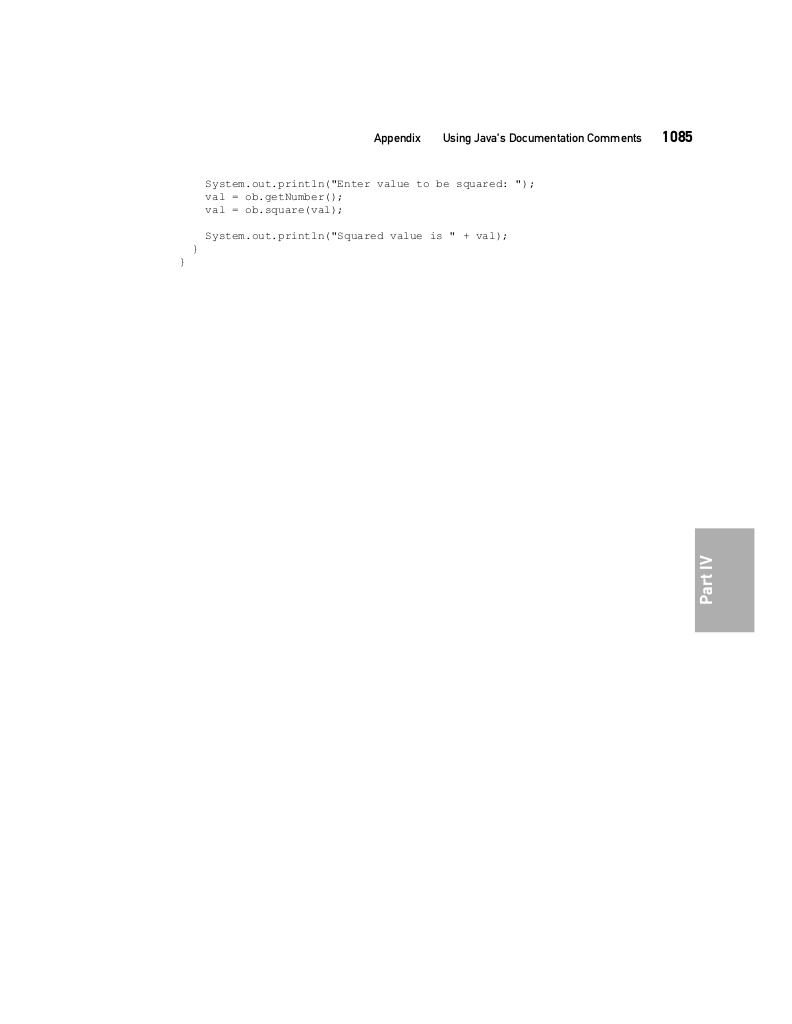 Appendix Using Java's Documentation Comments 1085
System.out.println("Enter value to be squared: ");
val = ob.getNumber();
val = ob.square(val);
System.out.println("Squared value is " + val);
}
}
Part IV